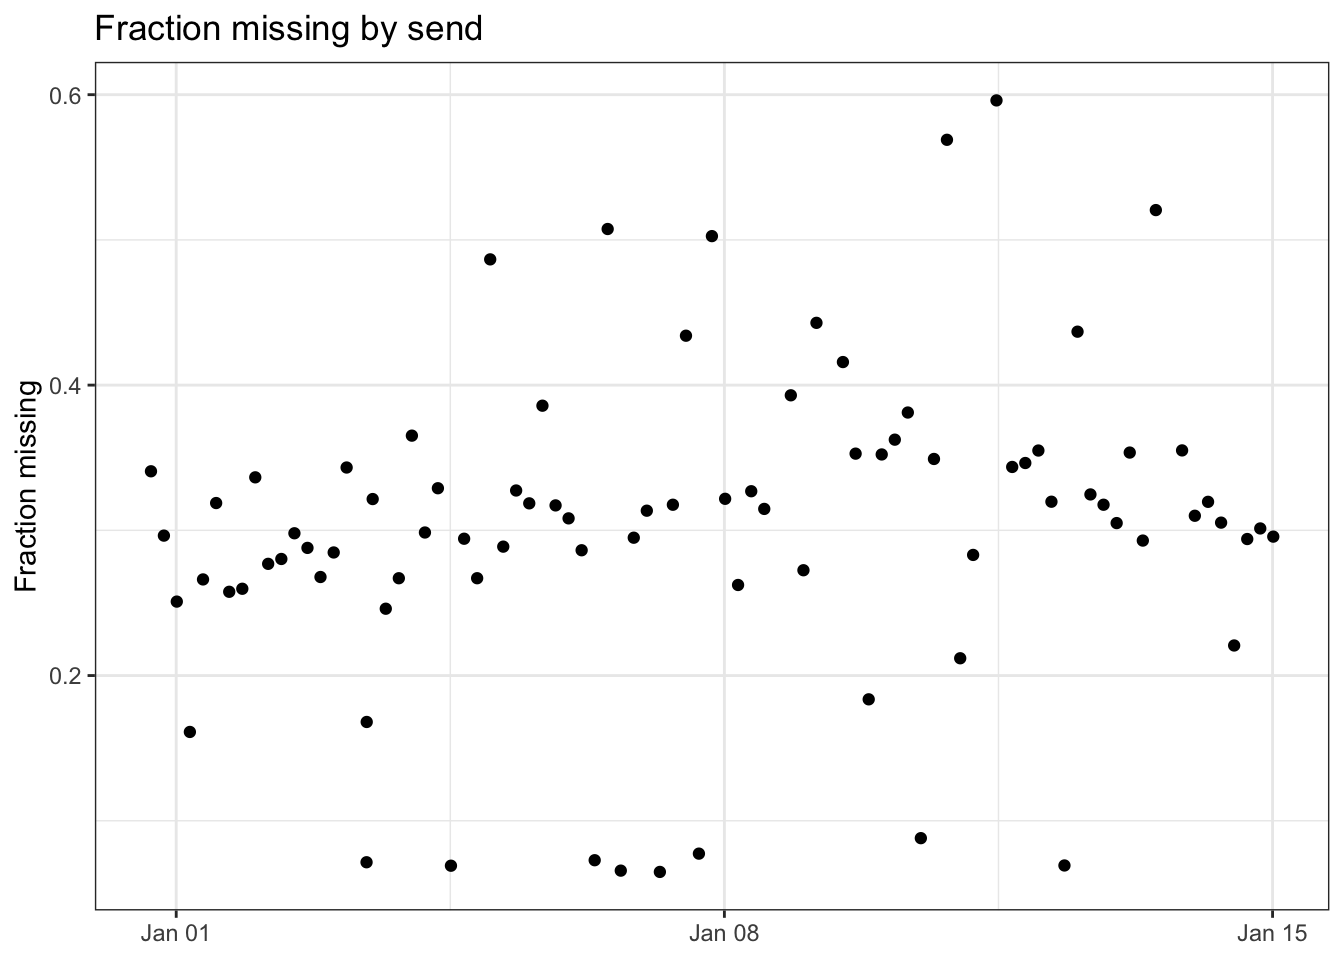 Fraction missing by send
Fraction missing
0.6
0.4
0.2
Jan 01
Jan 08
Jan 15